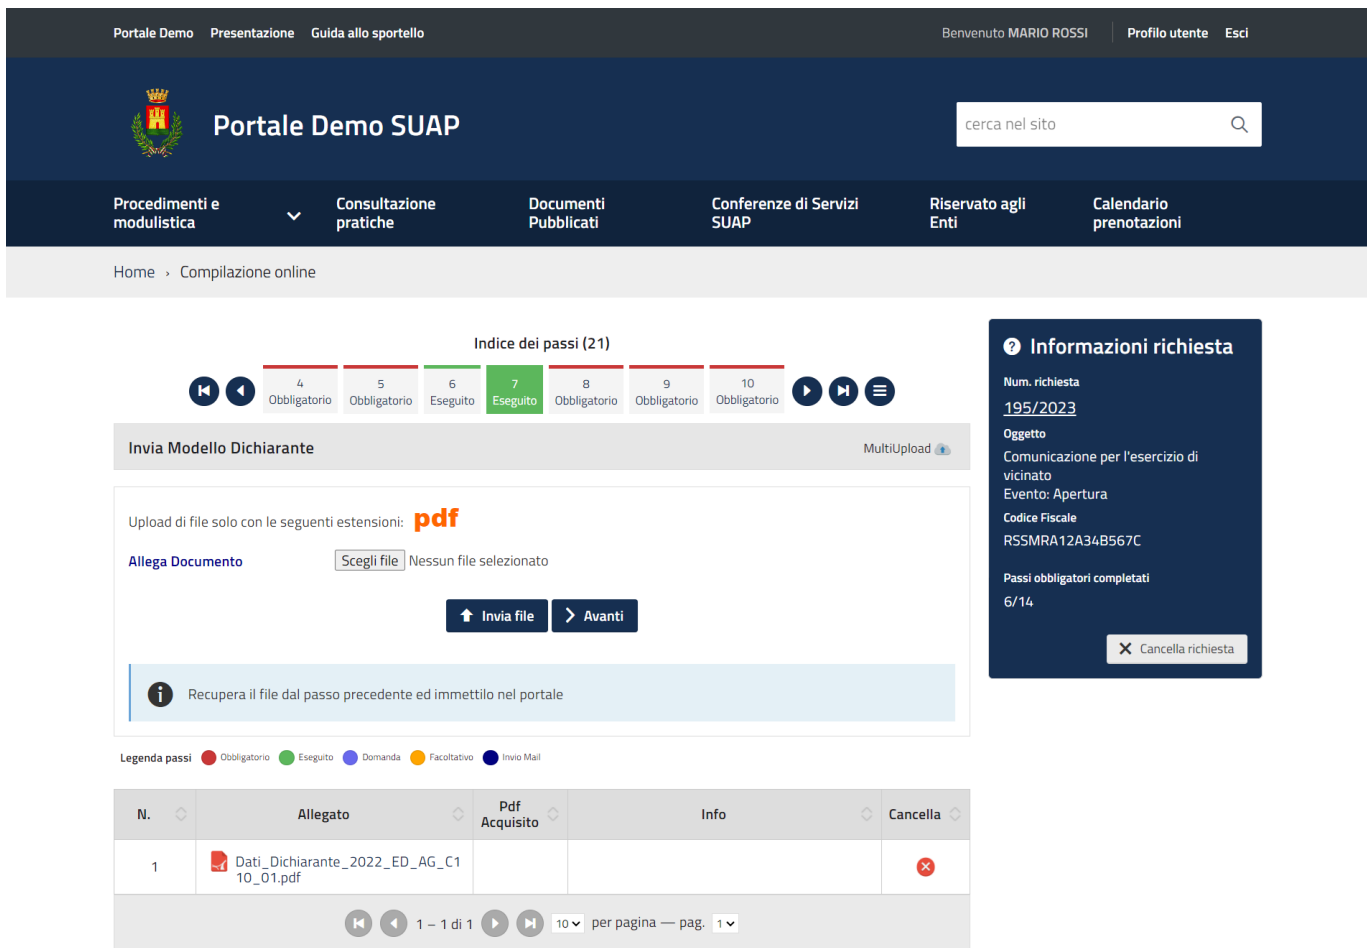 Portale Demo Presentazione Guida allo sportello Benvenuto MARIO ROSSI Profilo utente Esci
Portale Demo SUAP
cerca nel sito
Procedimenti e modulistica
Consultazione pratiche
Documenti Pubblicati
Conferenze di Servizi SUAP
Riservato agli Enti
Calendario prenotazioni
Home › Compilazione online
Indice dei passi (21)
4 Obbligatorio
5 Obbligatorio
6 Eseguito
7 Eseguito
8 Obbligatorio
9 Obbligatorio
10 Obbligatorio
Invia Modello Dichiarante MultiUpload
Upload di file solo con le seguenti estensioni: pdf
Allega Documento Scegli file Nessun file selezionato
Invia file Avanti
Recupera il file dal passo precedente ed immettilo nel portale
Legenda passi Obbligatorio Eseguito Domanda Facoltativo Invio Mail
N. Allegato Pdf Acquisito Info Cancella
1 Dati_Dichiarante_2022_ED_AG_C1
10_01.pdf
1 – 1 di 1 10 per pagina — pag. 1
Informazioni richiesta
Num. richiesta
195/2023
Oggetto
Comunicazione per l'esercizio di
vicinato
Evento: Apertura
Codice Fiscale
RSSMRA12A34B567C
Passi obbligatori completati
6/14
Cancella richiesta